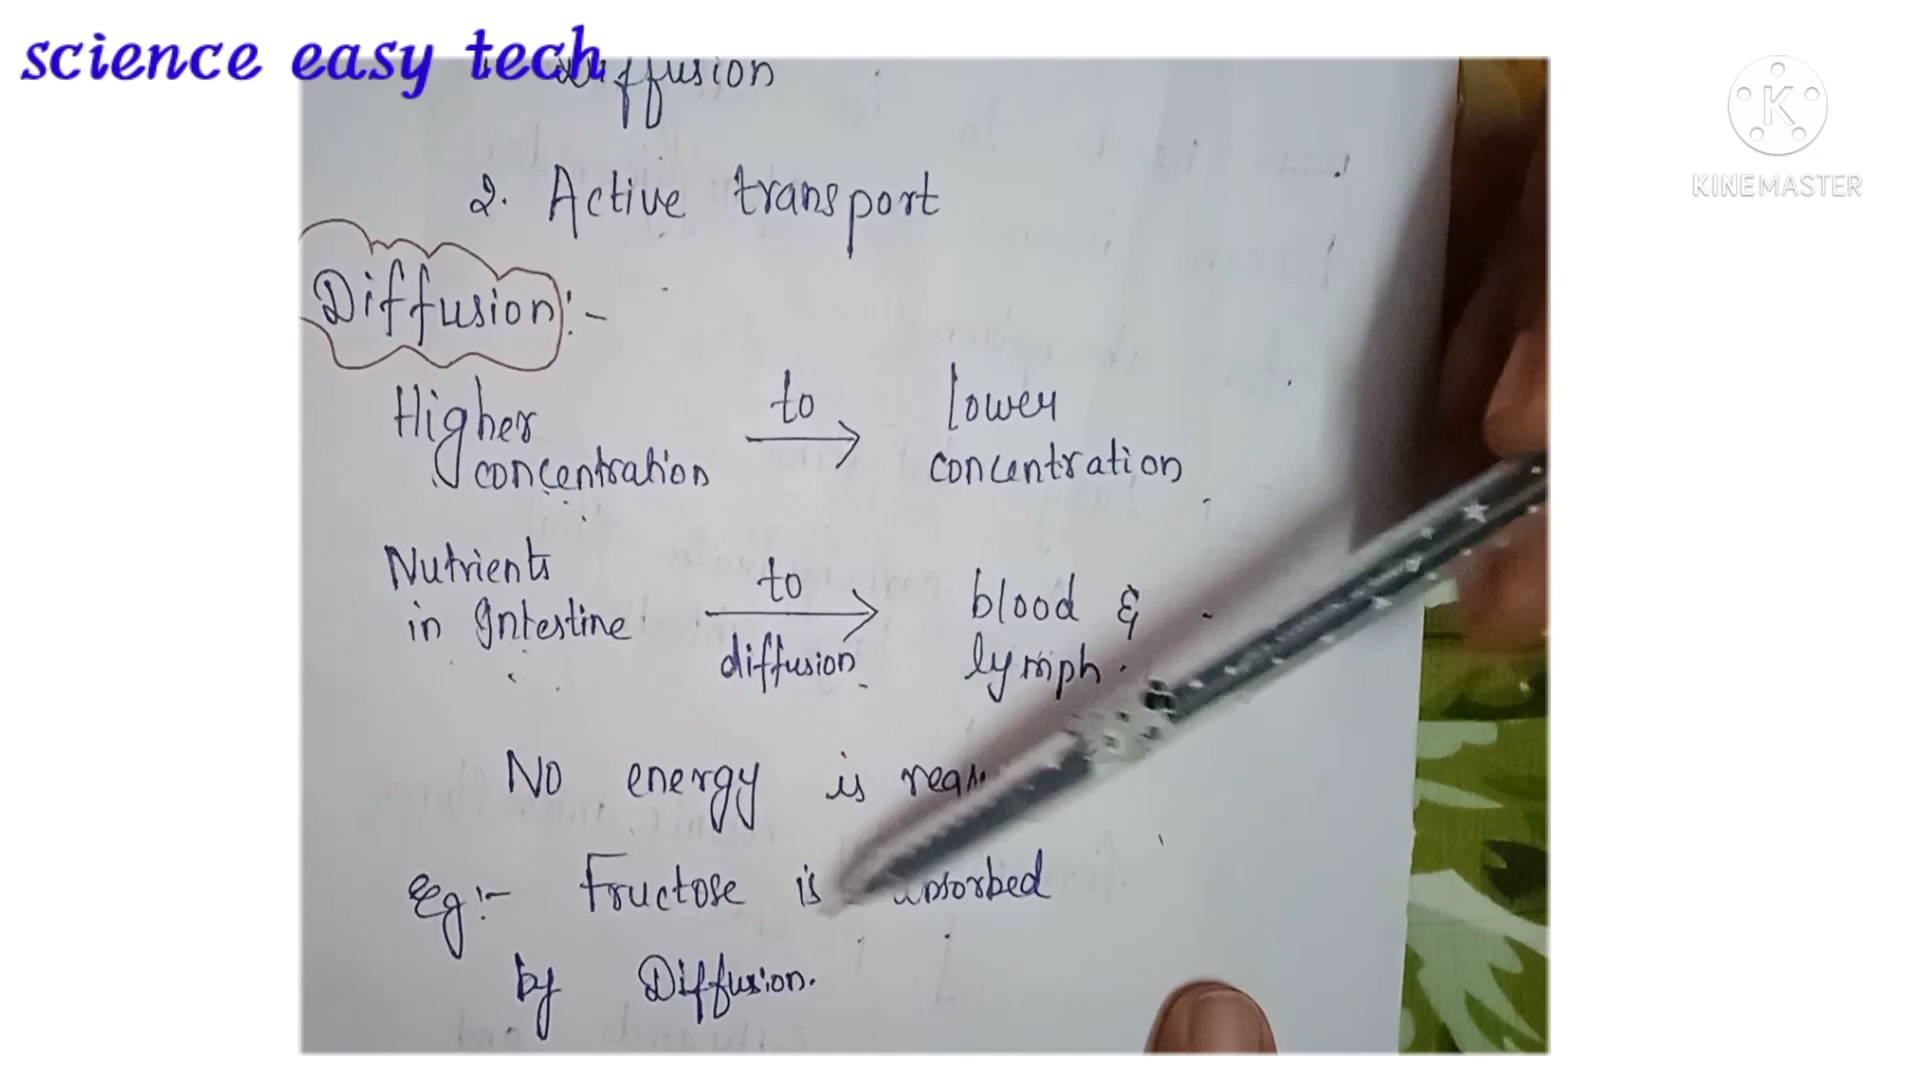 science easy tech
Diffusion
2. Active transport
Diffusion :-
Higher concentration to lower concentration
Nutrients in Intestine to diffusion blood & lymph.
No energy is
Eg:- Fructose is absorbed
by Diffusion.
K
KINEMASTER